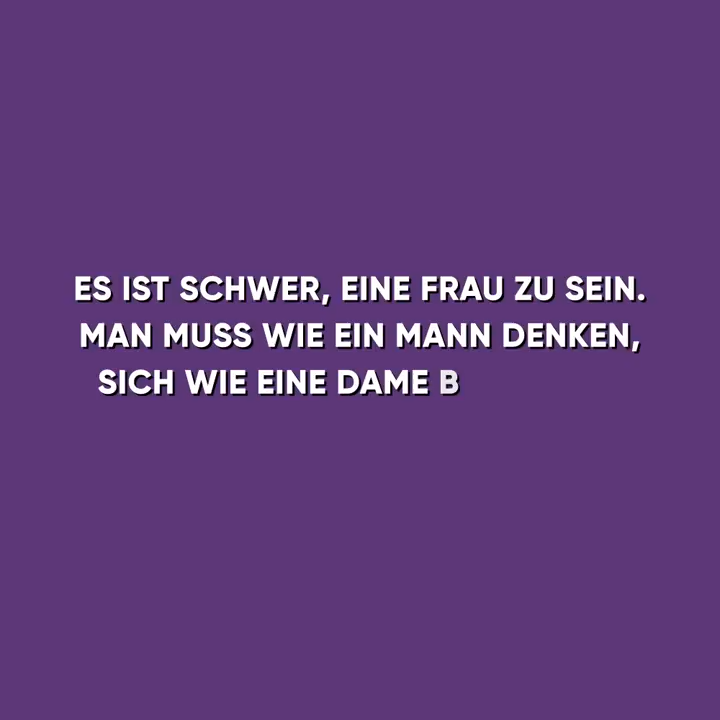 ES IST SCHWER, EINE FRAU ZU SEIN.
MAN MUSS WIE EIN MANN DENKEN,
SICH WIE EINE DAME B